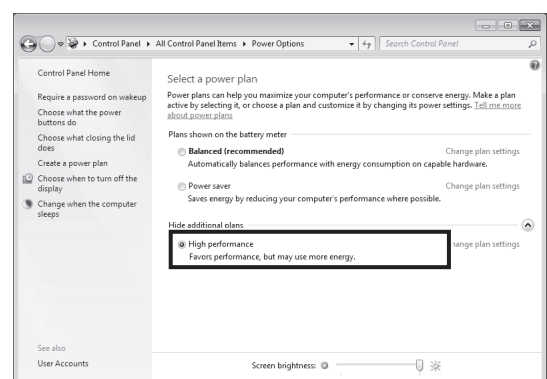 Control Panel ▸ All Control Panel Items ▸ Power Options
Search Control Panel
Control Panel Home
Require a password on wakeup
Choose what the power
buttons do
Choose what closing the lid
does
Create a power plan
Choose when to turn off the
display
Change when the computer
sleeps
See also
User Accounts
Select a power plan
Power plans can help you maximize your computer's performance or conserve energy. Make a plan
active by selecting it, or choose a plan and customize it by changing its power settings. Tell me more
about power plans
Plans shown on the battery meter
Balanced (recommended) Change plan settings
Automatically balances performance with energy consumption on capable hardware.
Power saver Change plan settings
Saves energy by reducing your computer's performance where possible.
Hide additional plans
High performance hange plan settings
Favors performance, but may use more energy.
Screen brightness: